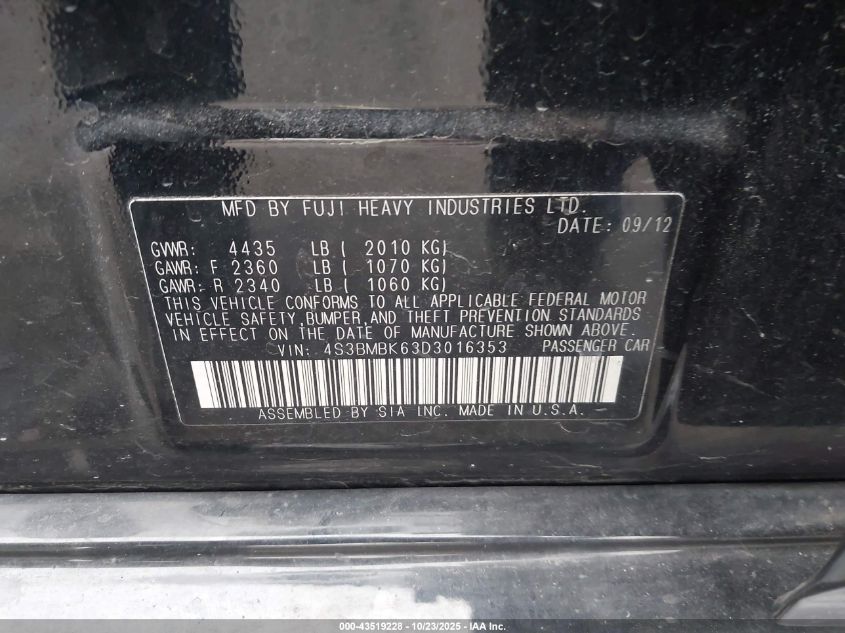 MFD BY FUJI HEAVY INDUSTRIES LTD.
DATE: 09/12
GVWR: 4435 LB ( 2010 KG)
GAWR: F 2360 LB ( 1070 KG)
GAWR: R 2340 LB ( 1060 KG)
THIS VEHICLE CONFORMS TO ALL APPLICABLE FEDERAL MOTOR
VEHICLE SAFETY, BUMPER, AND THEFT PREVENTION STANDARDS
IN EFFECT ON THE DATE OF MANUFACTURE SHOWN ABOVE.
VIN: 4S3BMBK63D3016353 PASSENGER CAR
ASSEMBLED BY SIA INC. MADE IN U.S.A.
000-43519228 - 10/23/2025 - IAA Inc.